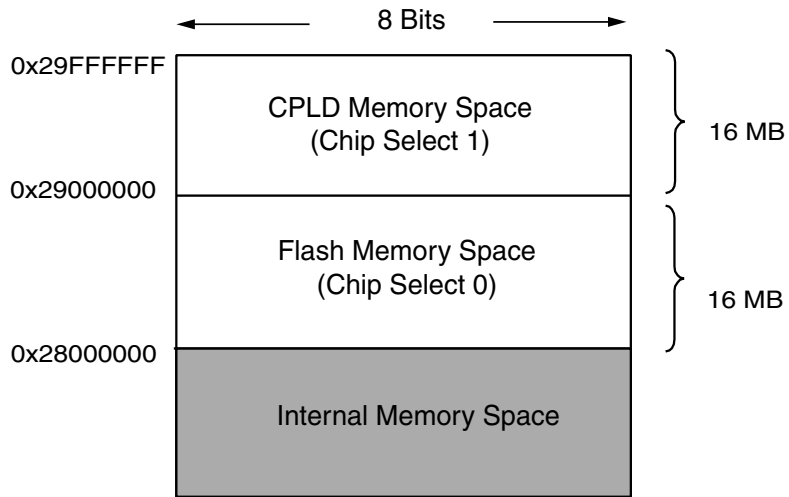 8 Bits
0x29FFFFFF
CPLD Memory Space
(Chip Select 1)
16 MB
0x29000000
Flash Memory Space
(Chip Select 0)
16 MB
0x28000000
Internal Memory Space